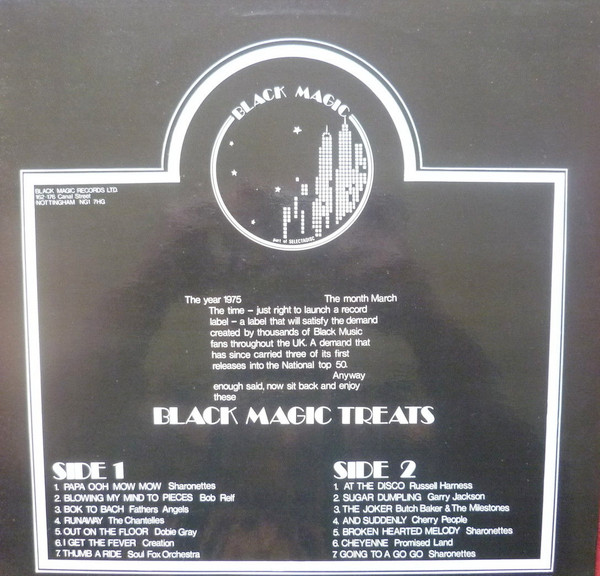 BLACK MAGIC
part of SELECTADISC
BLACK MAGIC RECORDS LTD.
152-176 Canal Street
NOTTINGHAM NG1 7HG
The year 1975 The month March
The time – just right to launch a record
label – a label that will satisfy the demand
created by thousands of Black Music
fans throughout the UK. A demand that
has since carried three of its first
releases into the National top 50.
Anyway
enough said, now sit back and enjoy
these
BLACK MAGIC TREATS
SIDE 1
1. PAPA OOH MOW MOW Sharonettes
2. BLOWING MY MIND TO PIECES Bob Relf
3. BOK TO BACH Fathers Angels
4. RUNAWAY The Chantelles
5. OUT ON THE FLOOR Dobie Gray
6. I GET THE FEVER Creation
7. THUMB A RIDE Soul Fox Orchestra
SIDE 2
1. AT THE DISCO Russell Harness
2. SUGAR DUMPLING Garry Jackson
3. THE JOKER Butch Baker & The Milestones
4. AND SUDDENLY Cherry People
5. BROKEN HEARTED MELODY Sharonettes
6. CHEYENNE Promised Land
7. GOING TO A GO GO Sharonettes